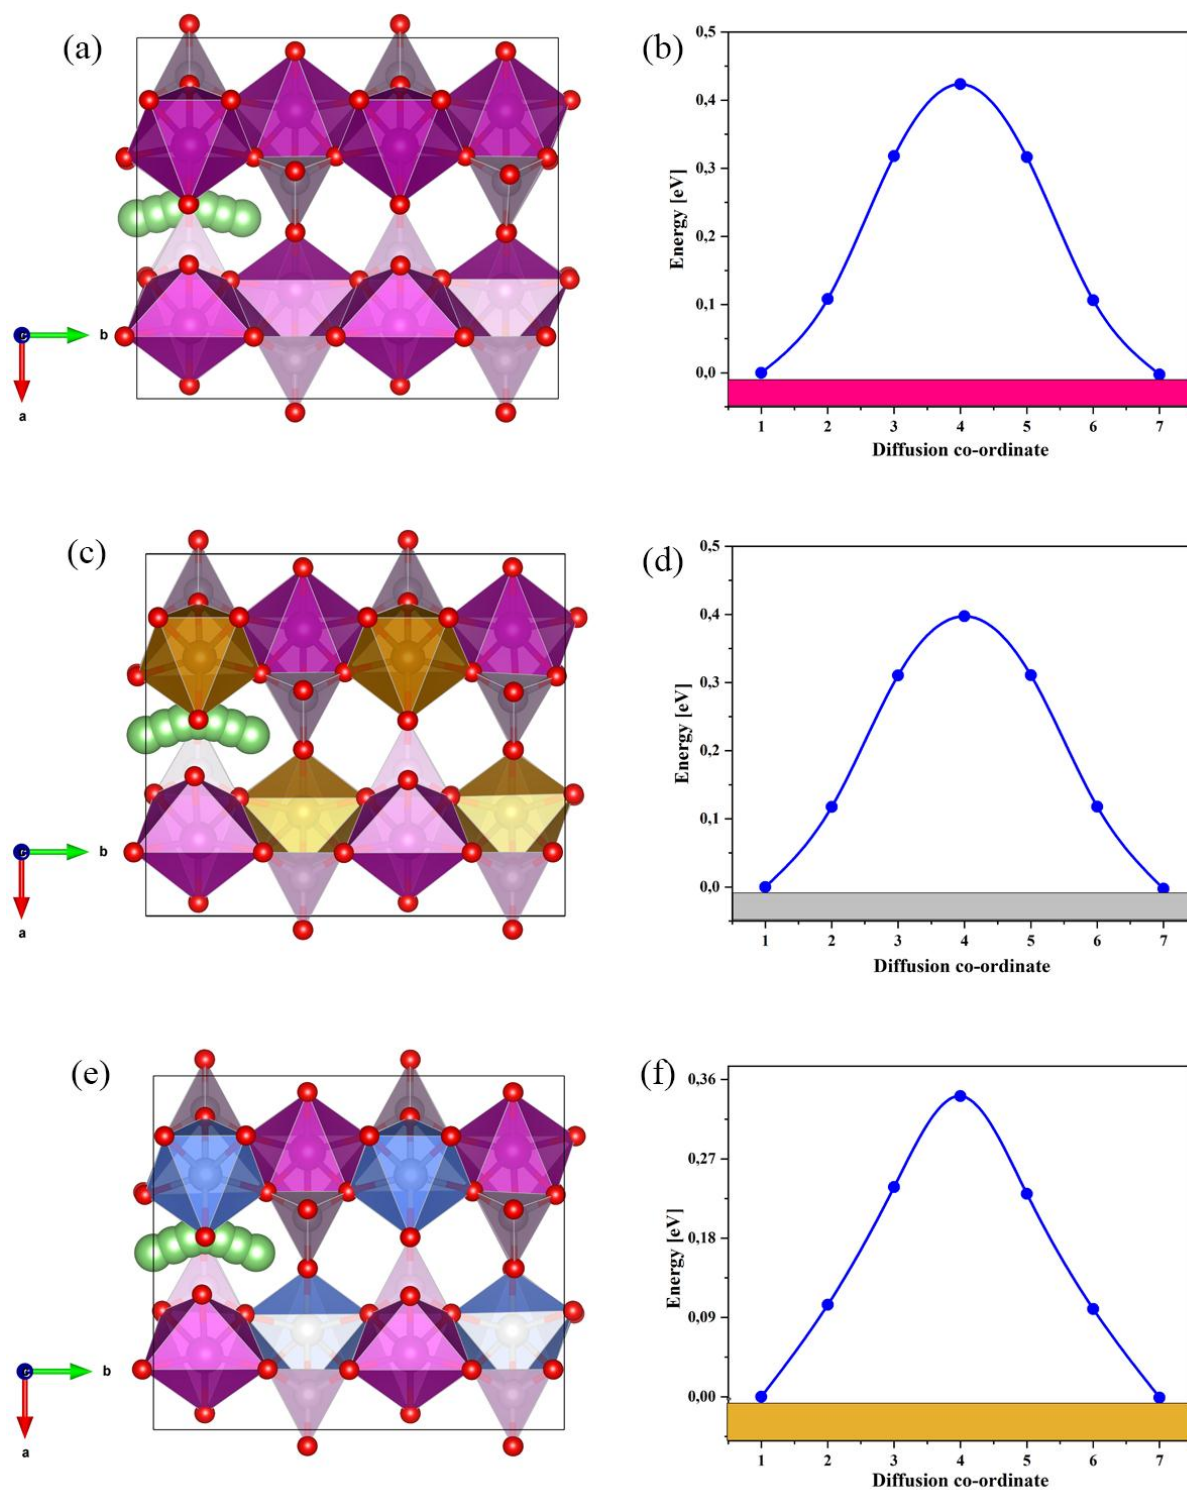 (a)
b
a
(b)
Energy [eV]
0,5
0,4
0,3
0,2
0,1
0,0
1 2 3 4 5 6 7
Diffusion co-ordinate
(c)
b
a
(d)
Energy [eV]
0,5
0,4
0,3
0,2
0,1
0,0
1 2 3 4 5 6 7
Diffusion co-ordinate
(e)
b
a
(f)
Energy [eV]
0,36
0,27
0,18
0,09
0,00
1 2 3 4 5 6 7
Diffusion co-ordinate